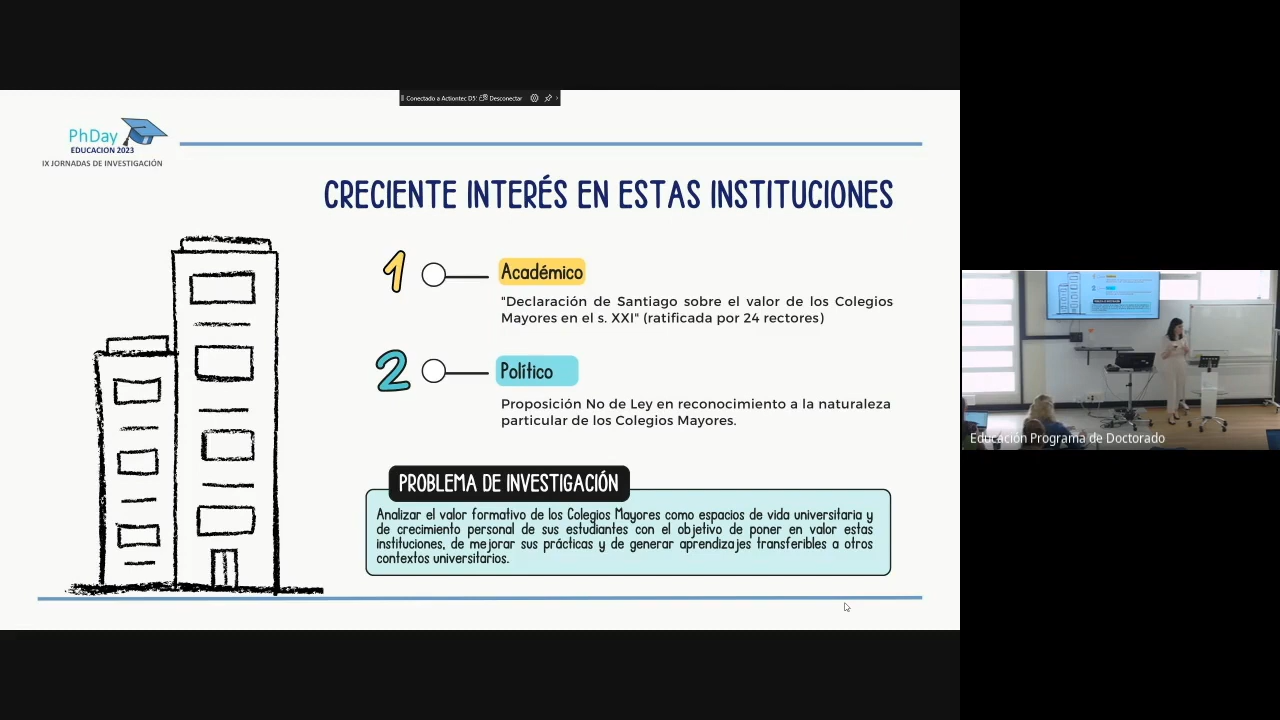 Conectado a Actiontec D5
Desconectar
PhDay
EDUCACION 2023
IX JORNADAS DE INVESTIGACIÓN
CRECIENTE INTERÉS EN ESTAS INSTITUCIONES
1
Académico
"Declaración de Santiago sobre el valor de los Colegios
Mayores en el s. XXI" (ratificada por 24 rectores)
2
Político
Proposición No de Ley en reconocimiento a la naturaleza
particular de los Colegios Mayores.
PROBLEMA DE INVESTIGACIÓN
Analizar el valor formativo de los Colegios Mayores como espacios de vida universitaria y
de crecimiento personal de sus estudiantes con el objetivo de poner en valor estas
instituciones, de mejorar sus prácticas y de generar aprendizajes transferibles a otros
contextos universitarios.
Educación Programa de Doctorado